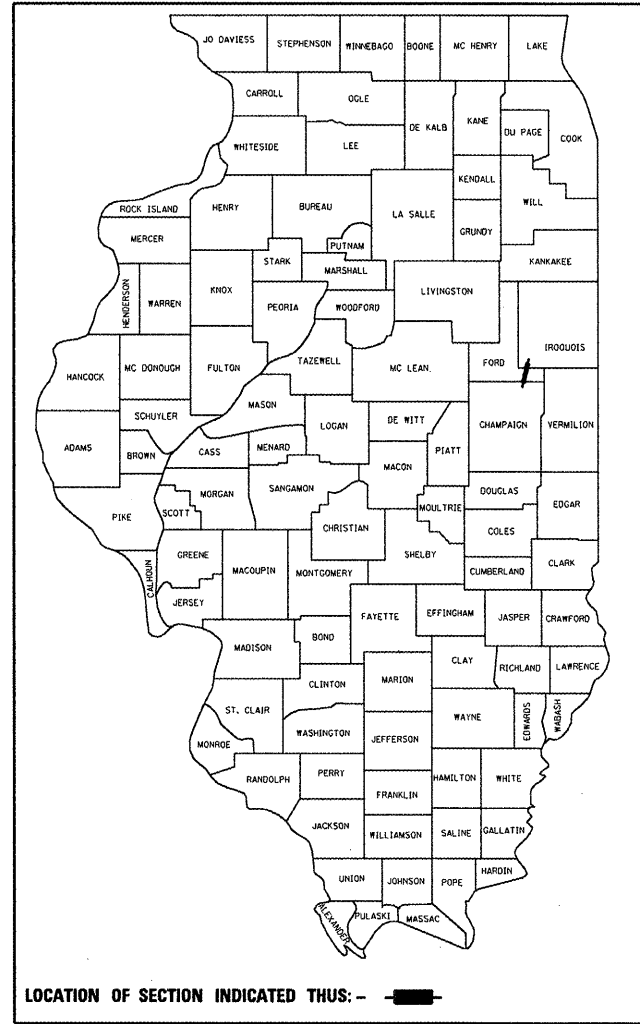 JO DAVIESS STEPHENSON WINNEBAGO BOONE MC HENRY LAKE
CARROLL OGLE DE KALB KANE DU PAGE COOK
WHITESIDE LEE
KENDALL
ROCK ISLAND HENRY BUREAU LA SALLE WILL
GRUNDY
MERCER PUTNAM
STARK MARSHALL KANKAKEE
HENDERSON WARREN KNOX PEORIA WOODFORD LIVINGSTON
IROQUOIS
HANCOCK MC DONOUGH FULTON TAZEWELL MC LEAN. FORD
MASON
SCHUYLER LOGAN DE WITT CHAMPAIGN VERMILION
ADAMS BROWN CASS MENARD PIATT
MACON
MORGAN SANGAMON DOUGLAS EDGAR
PIKE SCOTT CHRISTIAN MOULTRIE COLES
GREENE SHELBY
CALHOUN MACOUPIN MONTGOMERY CUMBERLAND CLARK
JERSEY
FAYETTE EFFINGHAM JASPER CRAWFORD
MADISON BOND
CLAY RICHLAND LAWRENCE
CLINTON MARION
ST. CLAIR WAYNE EDWARDS WABASH
WASHINGTON JEFFERSON
MONROE
RANDOLPH PERRY HAMILTON WHITE
FRANKLIN
JACKSON WILLIAMSON SALINE GALLATIN
UNION JOHNSON POPE HARDIN
ALEXANDER PULASKI MASSAC
LOCATION OF SECTION INDICATED THUS: -